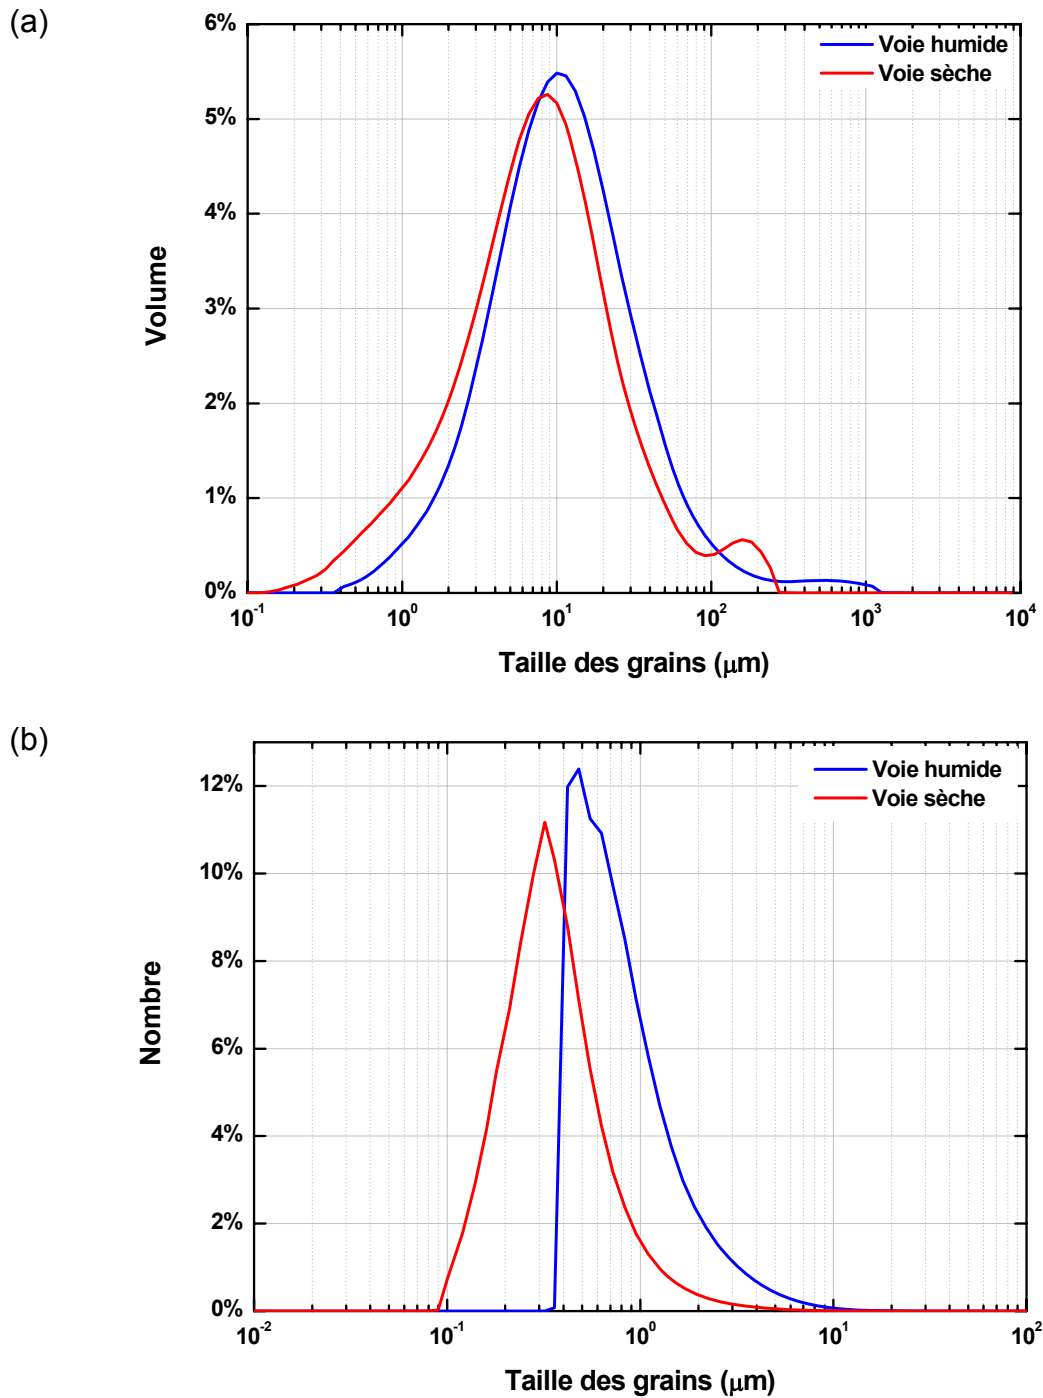 (a)
6%
5%
4%
3%
2%
1%
0%
Volume
Voie humide
Voie sèche
10-1
100
101
102
103
104
Taille des grains (µm)
(b)
12%
10%
8%
6%
4%
2%
0%
Nombre
Voie humide
Voie sèche
10-2
10-1
100
101
102
Taille des grains (µm)